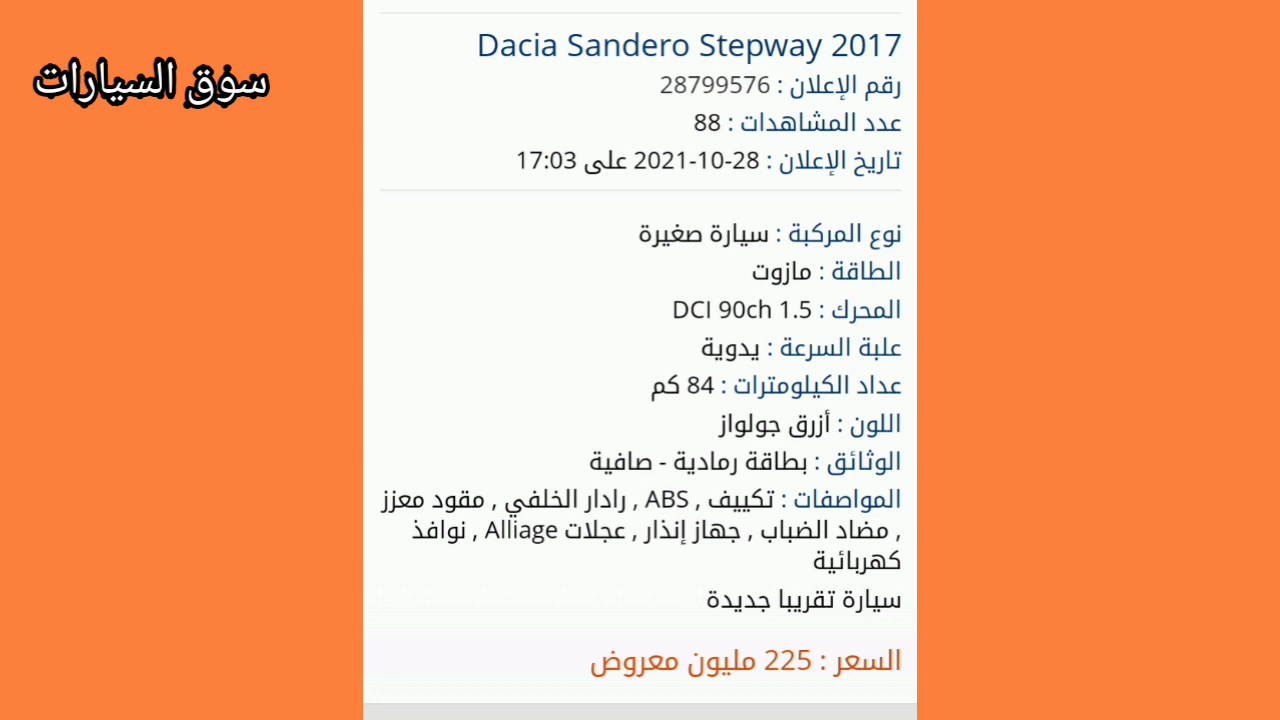 سوق السيارات
Dacia Sandero Stepway 2017
رقم الإعلان : 28799576
عدد المشاهدات : 88
تاريخ الإعلان : 28-10-2021 على 17:03
نوع المركبة : سيارة صغيرة
الطاقة : مازوت
المحرك : 1.5 DCI 90ch
علبة السرعة : يدوية
عداد الكيلومترات : 84 كم
اللون : أزرق جولواز
الوثائق : بطاقة رمادية - صافية
المواصفات : تكييف , ABS , رادار الخلفي , مقود معزز
, مضاد الضباب , جهاز إنذار , عجلات Alliage , نوافذ
كهربائية
سيارة تقريبا جديدة
السعر : 225 مليون معروض